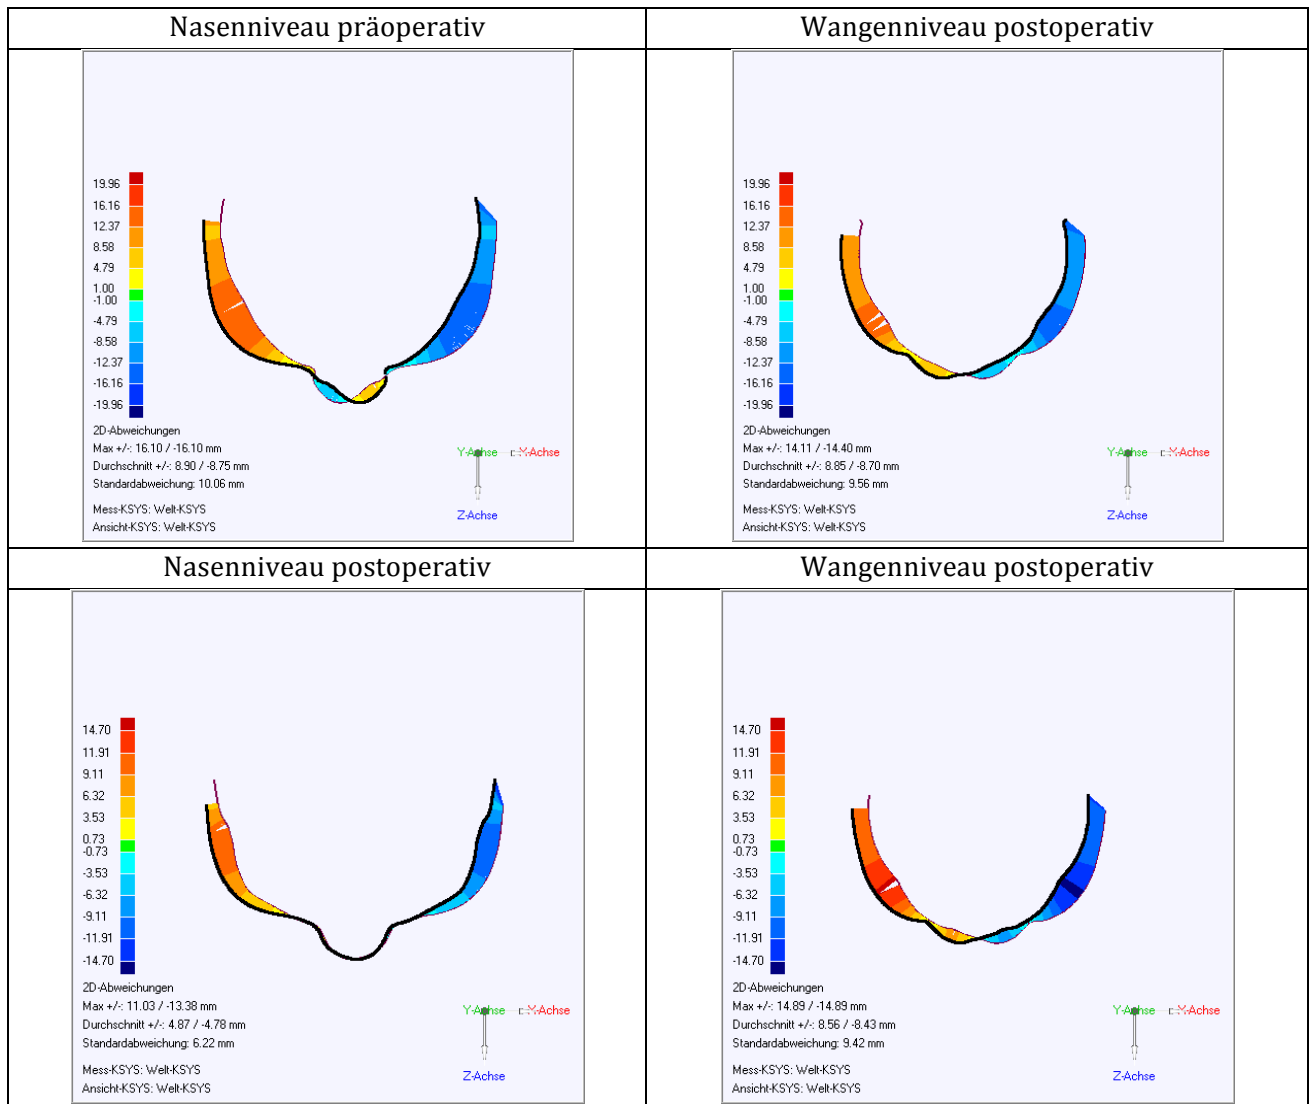 Nasenniveau präoperativ
Wangenniveau postoperativ
19.96
16.16
12.37
8.58
4.79
1.00
-1.00
-4.79
-8.58
-12.37
-16.16
-19.96
2D-Abweichungen
Max +/-: 16.10 / -16.10 mm
Durchschnitt +/-: 8.90 / -8.75 mm
Standardabweichung: 10.06 mm
Mess-KSYS: Welt-KSYS
Ansicht-KSYS: Welt-KSYS
Y-Achse
X-Achse
Z-Achse
19.96
16.16
12.37
8.58
4.79
1.00
-1.00
-4.79
-8.58
-12.37
-16.16
-19.96
2D-Abweichungen
Max +/-: 14.11 / -14.40 mm
Durchschnitt +/-: 8.85 / -8.70 mm
Standardabweichung: 9.56 mm
Mess-KSYS: Welt-KSYS
Ansicht-KSYS: Welt-KSYS
Y-Achse
X-Achse
Z-Achse
Nasenniveau postoperativ
Wangenniveau postoperativ
14.70
11.91
9.11
6.32
3.53
0.73
-0.73
-3.53
-6.32
-9.11
-11.91
-14.70
2D-Abweichungen
Max +/-: 11.03 / -13.38 mm
Durchschnitt +/-: 4.87 / -4.78 mm
Standardabweichung: 6.22 mm
Mess-KSYS: Welt-KSYS
Ansicht-KSYS: Welt-KSYS
Y-Achse
X-Achse
Z-Achse
14.70
11.91
9.11
6.32
3.53
0.73
-0.73
-3.53
-6.32
-9.11
-11.91
-14.70
2D-Abweichungen
Max +/-: 14.89 / -14.89 mm
Durchschnitt +/-: 8.56 / -8.43 mm
Standardabweichung: 9.42 mm
Mess-KSYS: Welt-KSYS
Ansicht-KSYS: Welt-KSYS
Y-Achse
X-Achse
Z-Achse